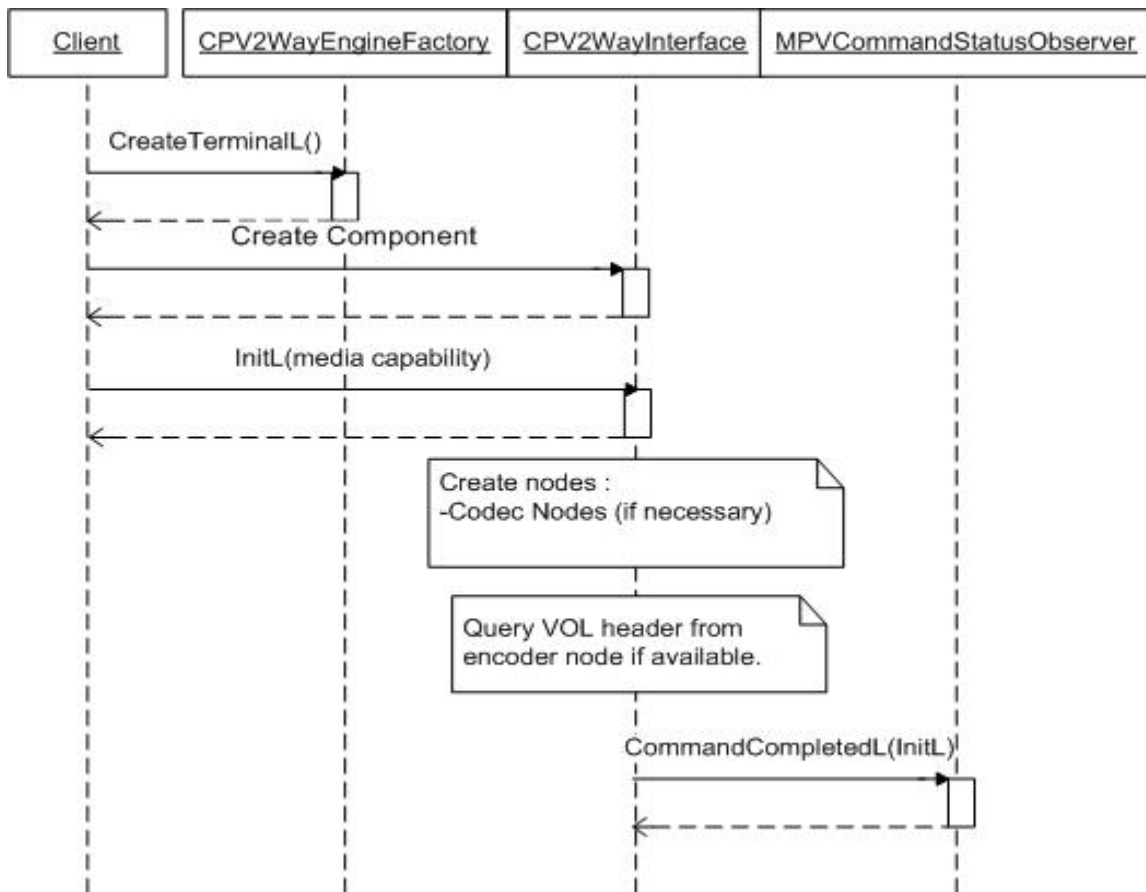 Client
CPV2WayEngineFactory
CPV2WayInterface
MPVCommandStatusObserver
CreateTerminalL()
Create Component
InitL(media capability)
Create nodes :
-Codec Nodes (if necessary)
Query VOL header from
encoder node if available.
CommandCompletedL(InitL)